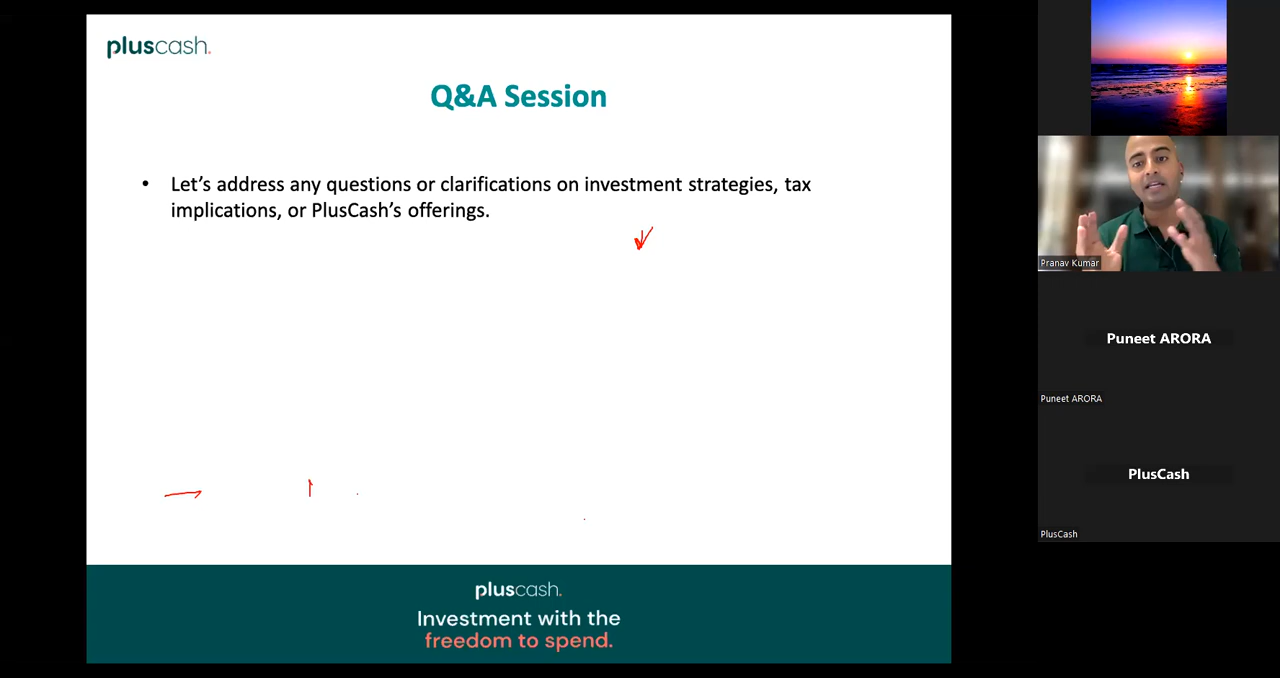 pluscash.
Q&A Session
• Let's address any questions or clarifications on investment strategies, tax
implications, or PlusCash's offerings.
pluscash.
Investment with the
freedom to spend.
Pranav Kumar
Puneet ARORA
Puneet ARORA
PlusCash
PlusCash